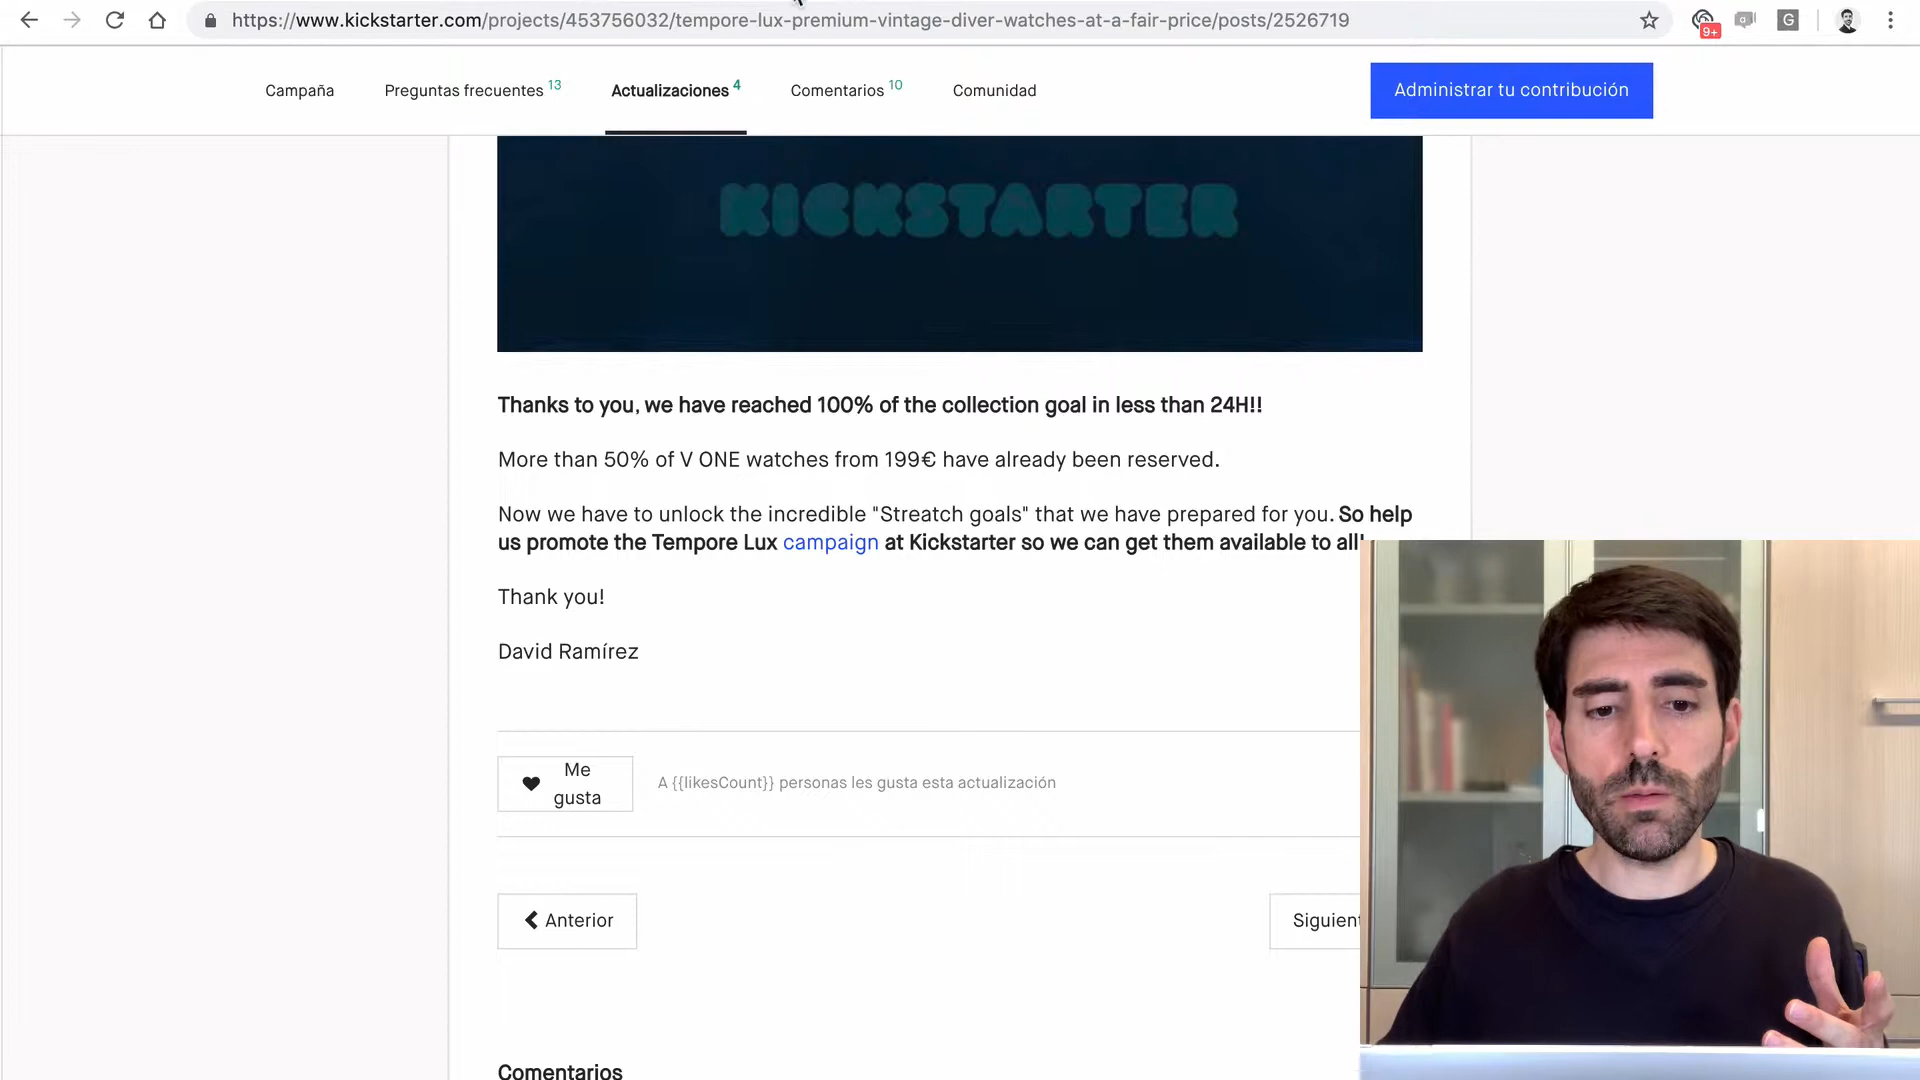 https://www.kickstarter.com/projects/453756032/tempore-lux-premium-vintage-diver-watches-at-a-fair-price/posts/2526719
9+
G
Campaña
Preguntas frecuentes 13
Actualizaciones 4
Comentarios 10
Comunidad
Administrar tu contribución
KICKSTARTER
Thanks to you, we have reached 100% of the collection goal in less than 24H!!
More than 50% of V ONE watches from 199€ have already been reserved.
Now we have to unlock the incredible "Streatch goals" that we have prepared for you. So help
us promote the Tempore Lux campaign at Kickstarter so we can get them available to all!
Thank you!
David Ramírez
Me
gusta
A {{likesCount}} personas les gusta esta actualización
Anterior
Siguient
Comentarios